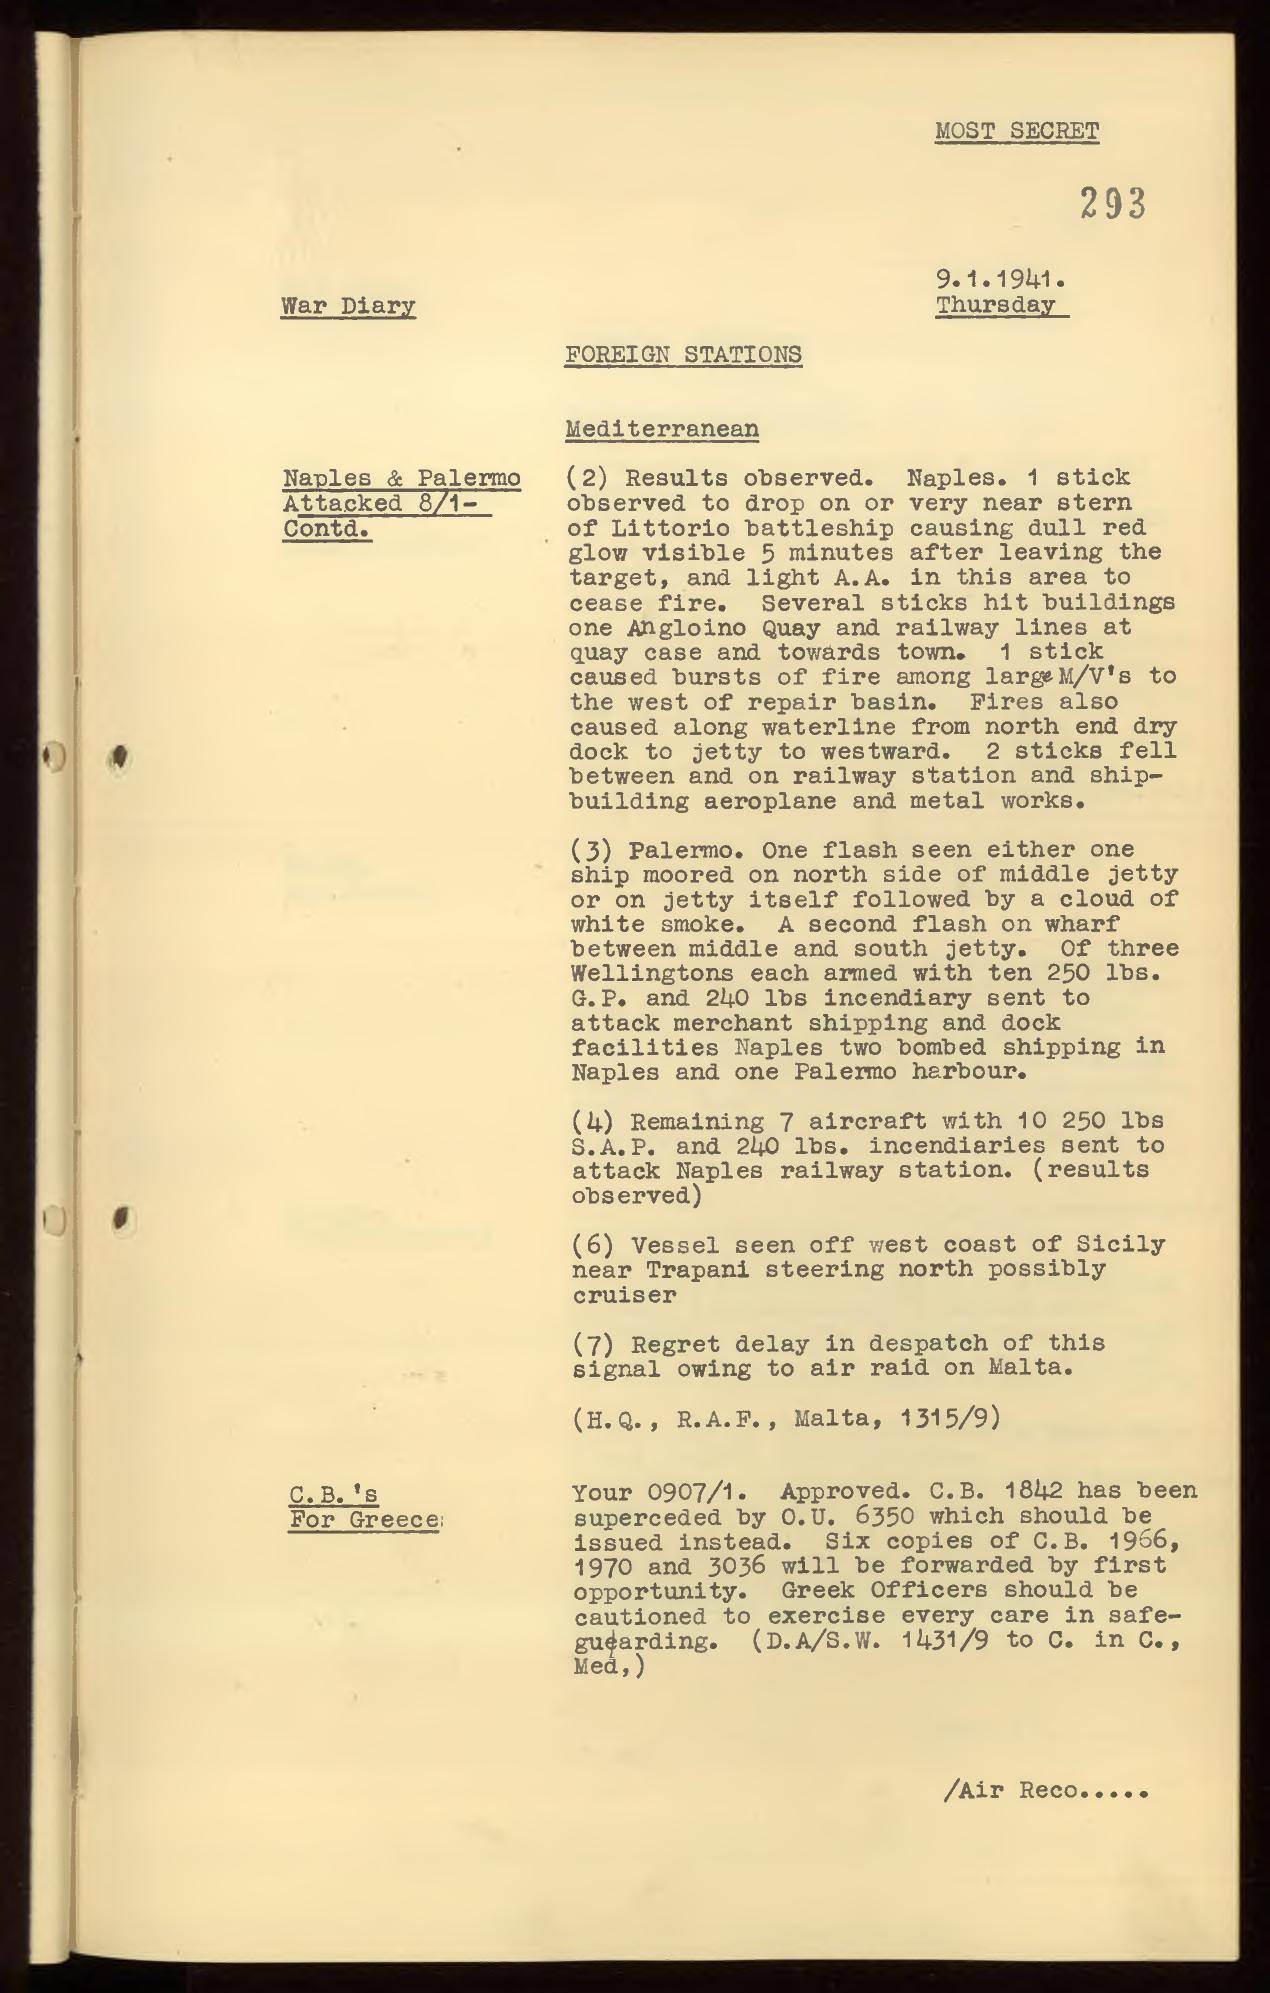 MOST SECRET
293
9.1.1941.
War Diary
Thursday
FOREIGN STATIONS
Mediterranean
Naples & Palermo
Attacked 8/1-
Contd.
(2) Results observed. Naples. 1 stick
observed to drop on or very near stern
of Littorio battleship causing dull red
glow visible 5 minutes after leaving the
target, and light A.A. in this area to
cease fire. Several sticks hit buildings
one Angloino Quay and railway lines at
quay case and towards town. 1 stick
caused bursts of fire among large M/V's to
the west of repair basin. Fires also
caused along waterline from north end dry
dock to jetty to westward. 2 sticks fell
between and on railway station and ship-
building aeroplane and metal works.
(3) Palermo. One flash seen either one
ship moored on north side of middle jetty
or on jetty itself followed by a cloud of
white smoke. A second flash on wharf
between middle and south jetty. Of three
Wellingtons each armed with ten 250 lbs.
G.P. and 240 lbs incendiary sent to
attack merchant shipping and dock
facilities Naples two bombed shipping in
Naples and one Palermo harbour.
(4) Remaining 7 aircraft with 10 250 lbs
S.A.P. and 240 lbs. incendiaries sent to
attack Naples railway station. (results
observed)
(6) Vessel seen off west coast of Sicily
near Trapani steering north possibly
cruiser
(7) Regret delay in despatch of this
signal owing to air raid on Malta.
(H.Q., R.A.F., Malta, 1315/9)
C.B.'s
For Greece:
Your 0907/1. Approved. C.B. 1842 has been
superceded by O.U. 6350 which should be
issued instead. Six copies of C.B. 1966,
1970 and 3036 will be forwarded by first
opportunity. Greek Officers should be
cautioned to exercise every care in safe-
guarding. (D.A/S.W. 1431/9 to C. in C.,
Med,)
/Air Reco.....